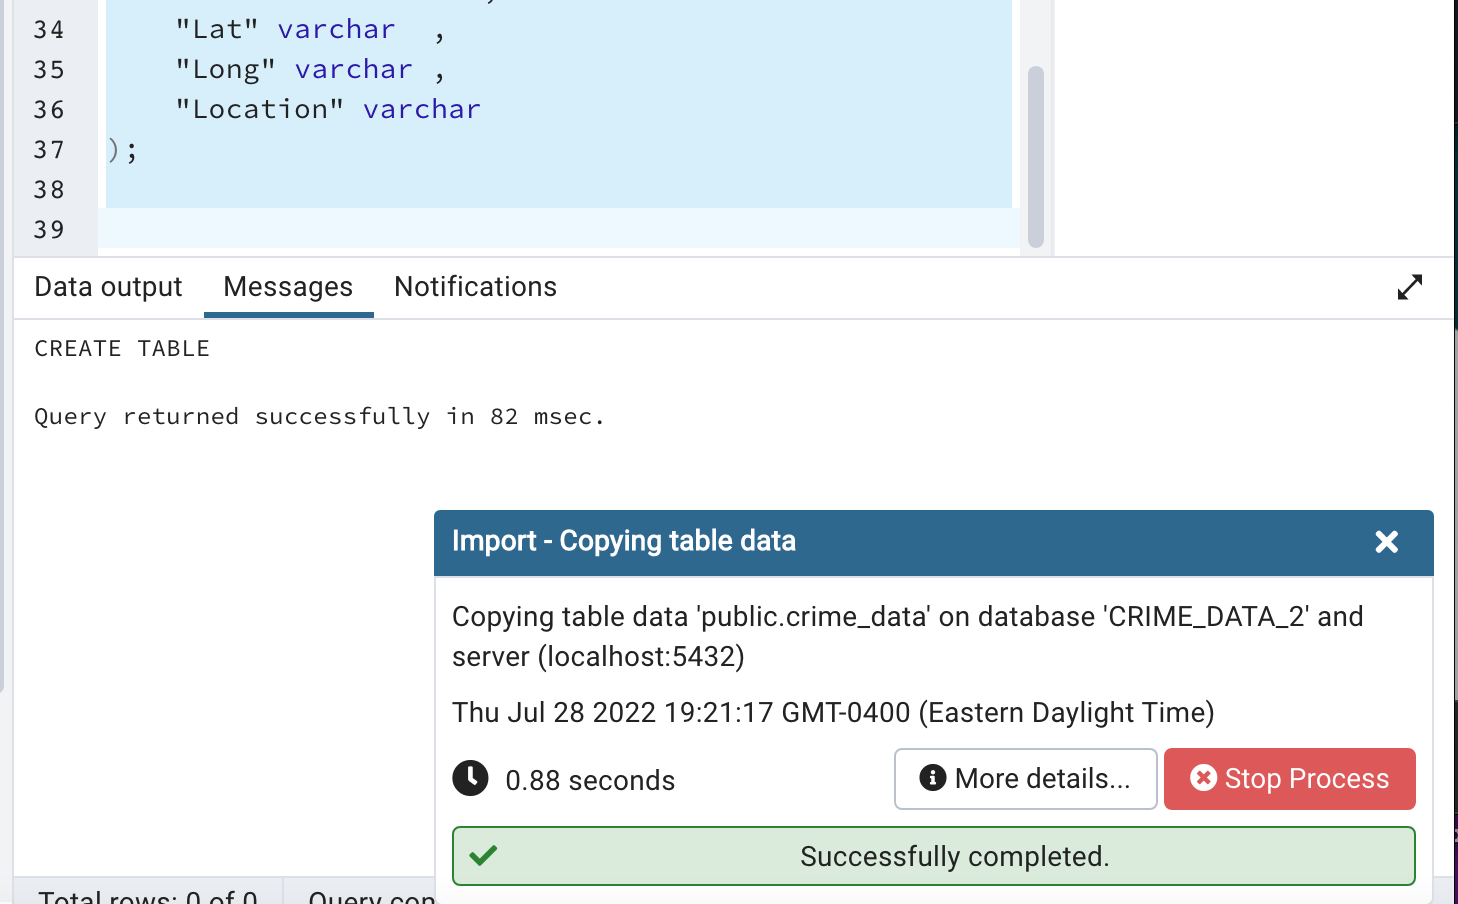 34 "Lat" varchar ,
35 "Long" varchar ,
36 "Location" varchar
37 );
38
39
Data output Messages Notifications
CREATE TABLE
Query returned successfully in 82 msec.
Import - Copying table data
Copying table data 'public.crime_data' on database 'CRIME_DATA_2' and
server (localhost:5432)
Thu Jul 28 2022 19:21:17 GMT-0400 (Eastern Daylight Time)
0.88 seconds More details... Stop Process
Successfully completed.
Total rows: 0 of 0 Query con